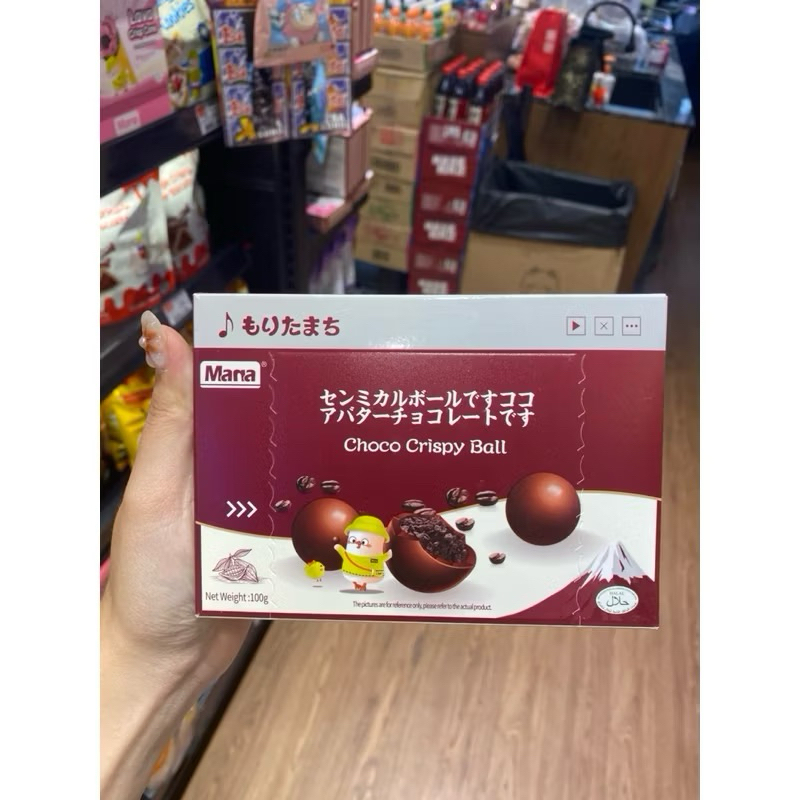 ♪もりたまち
Mana®
センミカルボールですココ
アバターチョコレートです
Choco Crispy Ball
>>>
Net Weight :100g
The pictures are for reference only, please refer to the actual product.
HALAL
حلال